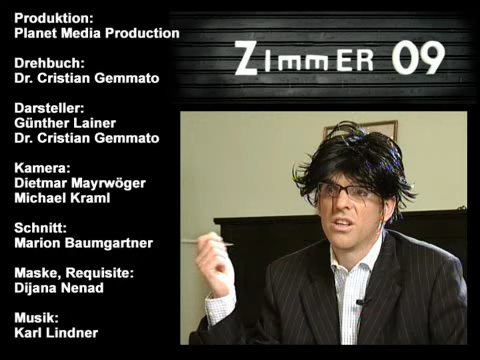 Produktion:
Planet Media Production
Drehbuch:
Dr. Cristian Gemmato
Darsteller:
Günther Lainer
Dr. Cristian Gemmato
Kamera:
Dietmar Mayrwöger
Michael Kraml
Schnitt:
Marion Baumgartner
Maske, Requisite:
Dijana Nenad
Musik:
Karl Lindner
ZImmER 09